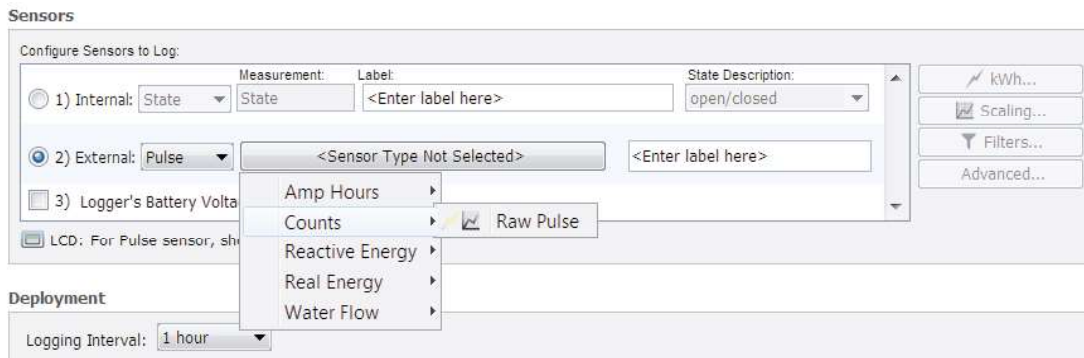 Sensors
Configure Sensors to Log:
Measurement: Label: State Description:
1) Internal: State State <Enter label here> open/closed
kWh...
Scaling...
2) External: Pulse <Sensor Type Not Selected> <Enter label here>
Filters...
Advanced...
Amp Hours
3) Logger's Battery
Counts
Raw Pulse
LCD: For Pulse sensor,
Reactive Energy
Real Energy
Water Flow
Deployment
Logging Interval: 1 hour